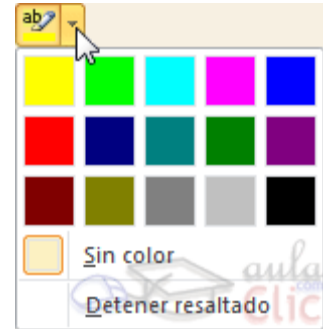 ab
Sin color
aula
Detener resaltado
Clic